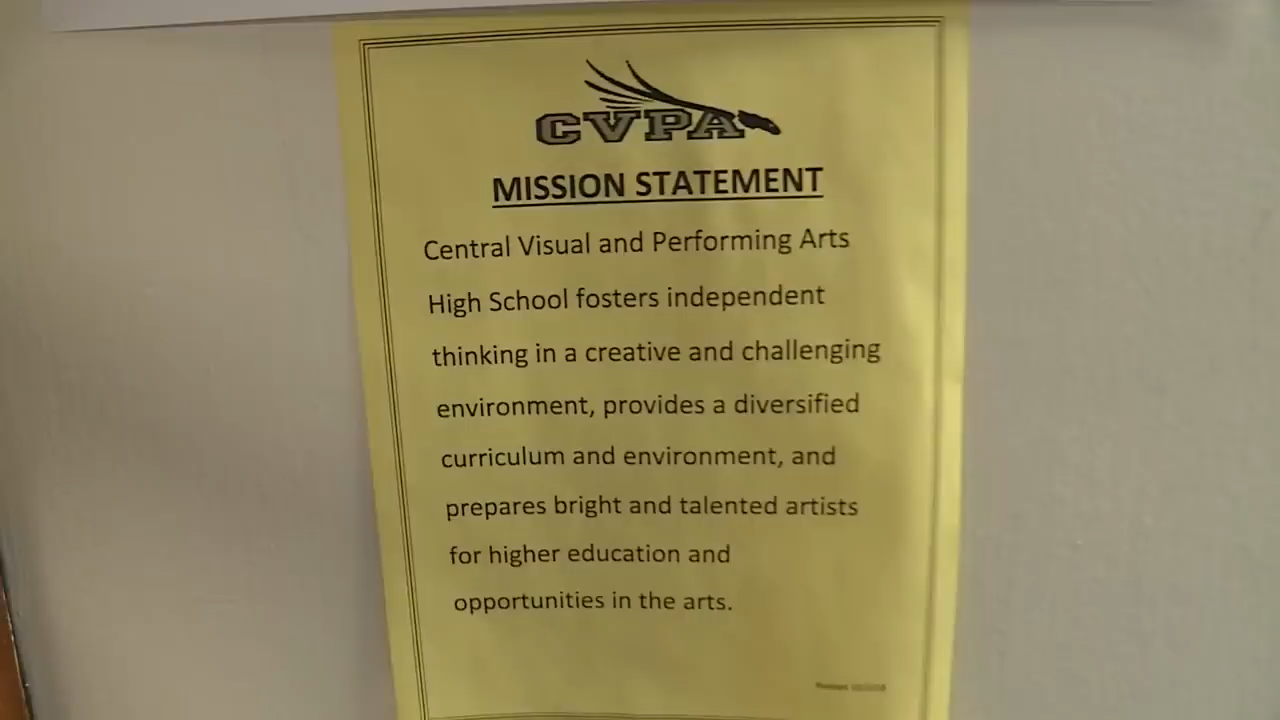 CVPA
MISSION STATEMENT
Central Visual and Performing Arts
High School fosters independent
thinking in a creative and challenging
environment, provides a diversified
curriculum and environment, and
prepares bright and talented artists
for higher education and
opportunities in the arts.